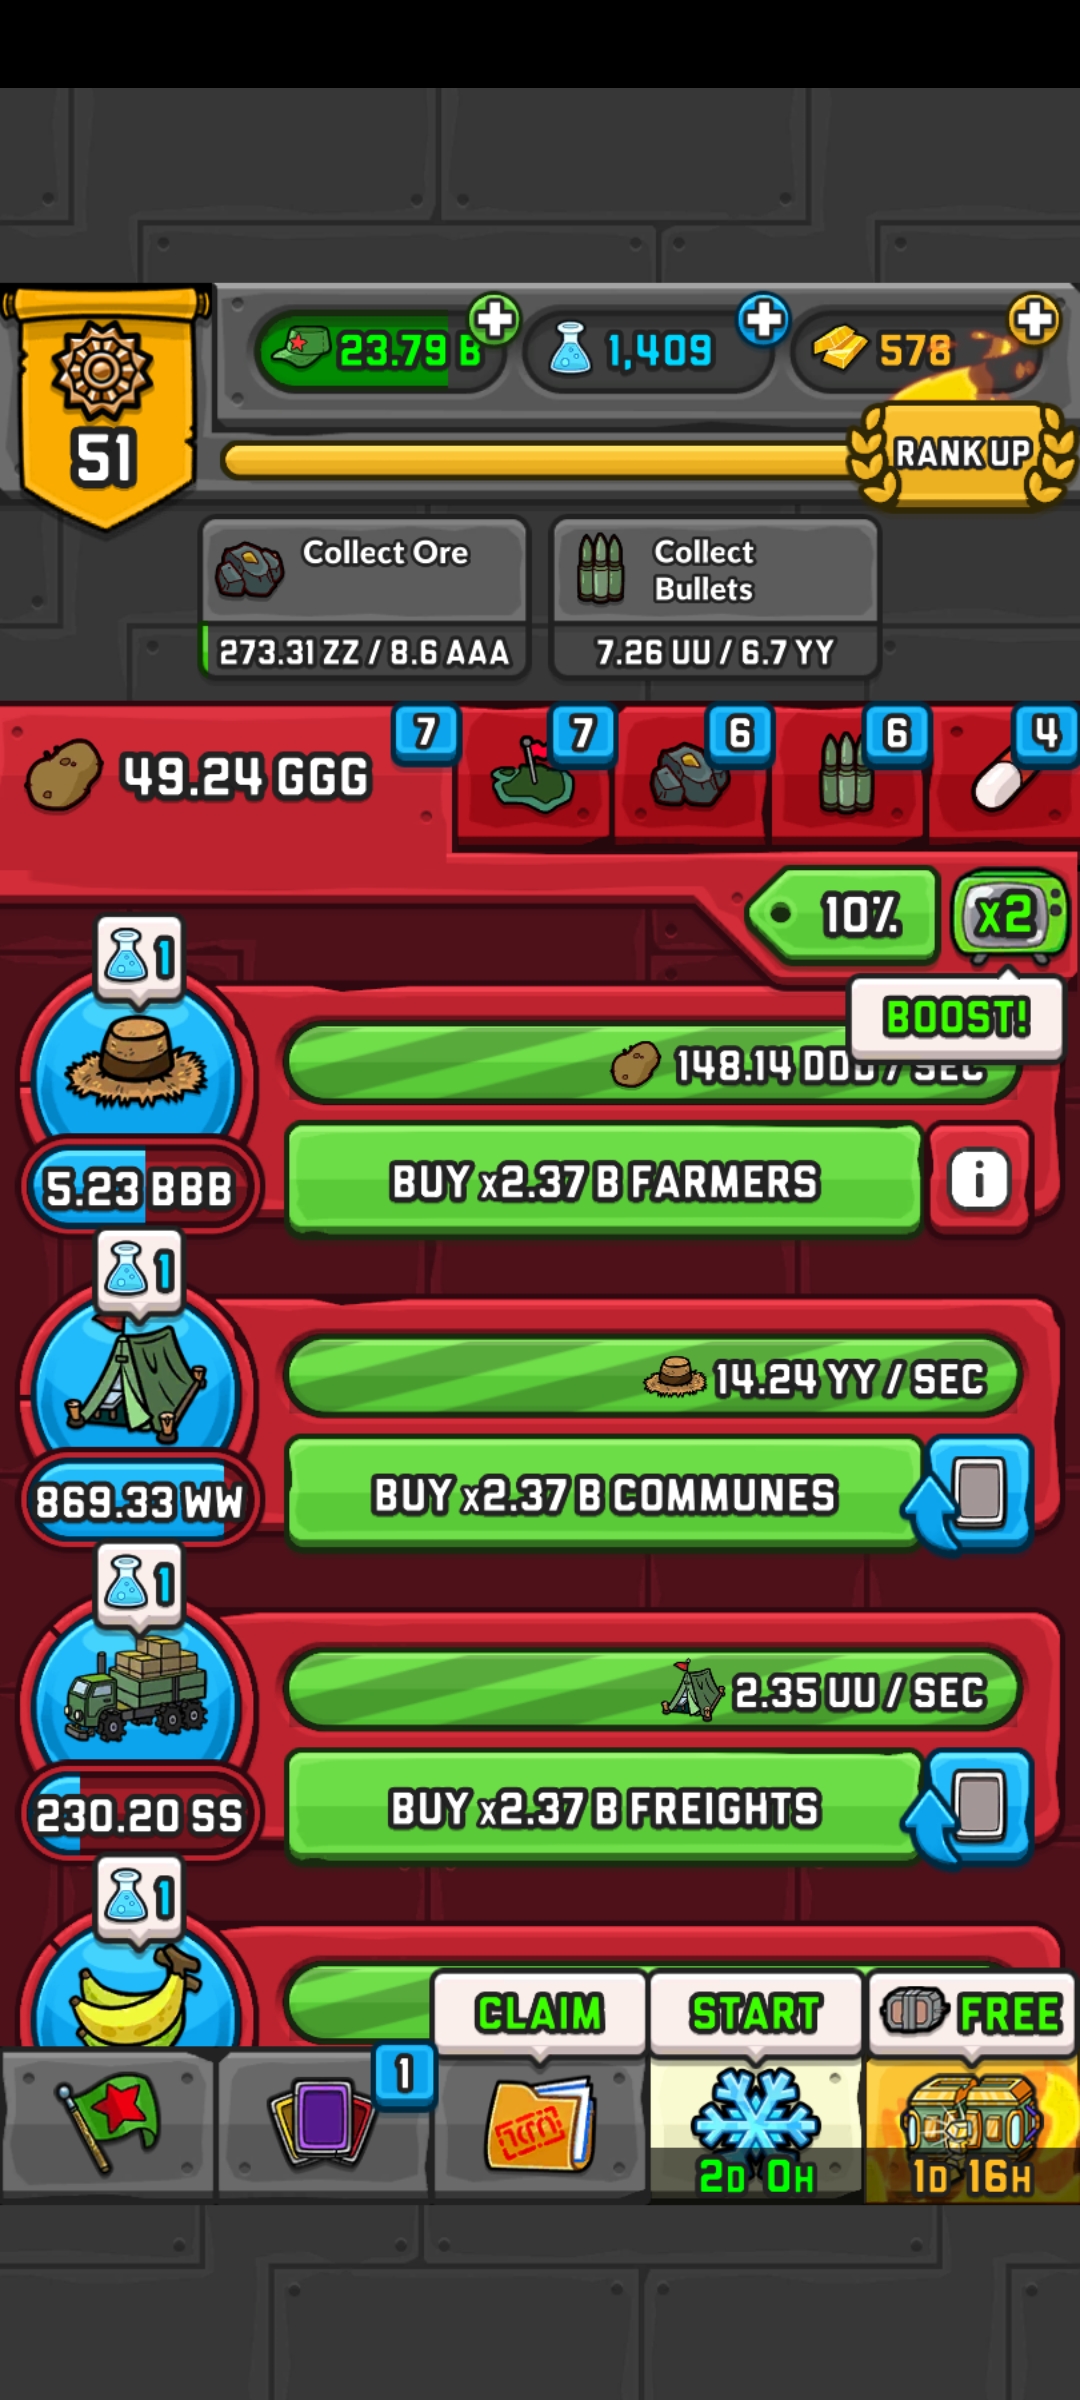 23.79 B
1,409
578
51
RANK UP
Collect Ore
273.31 ZZ / 8.6 AAA
Collect
Bullets
7.26 UU / 6.7 YY
49.24 GGG
7
7
6
6
4
10%
x2
BOOST!
1
148.14 DDD / SEC
5.23 BBB
BUY x2.37 B FARMERS
i
1
14.24 YY / SEC
869.33 WW
BUY x2.37 B COMMUNES
1
2.35 UU / SEC
230.20 SS
BUY x2.37 B FREIGHTS
1
CLAIM
START
FREE
1
2D 0H
1D 16H